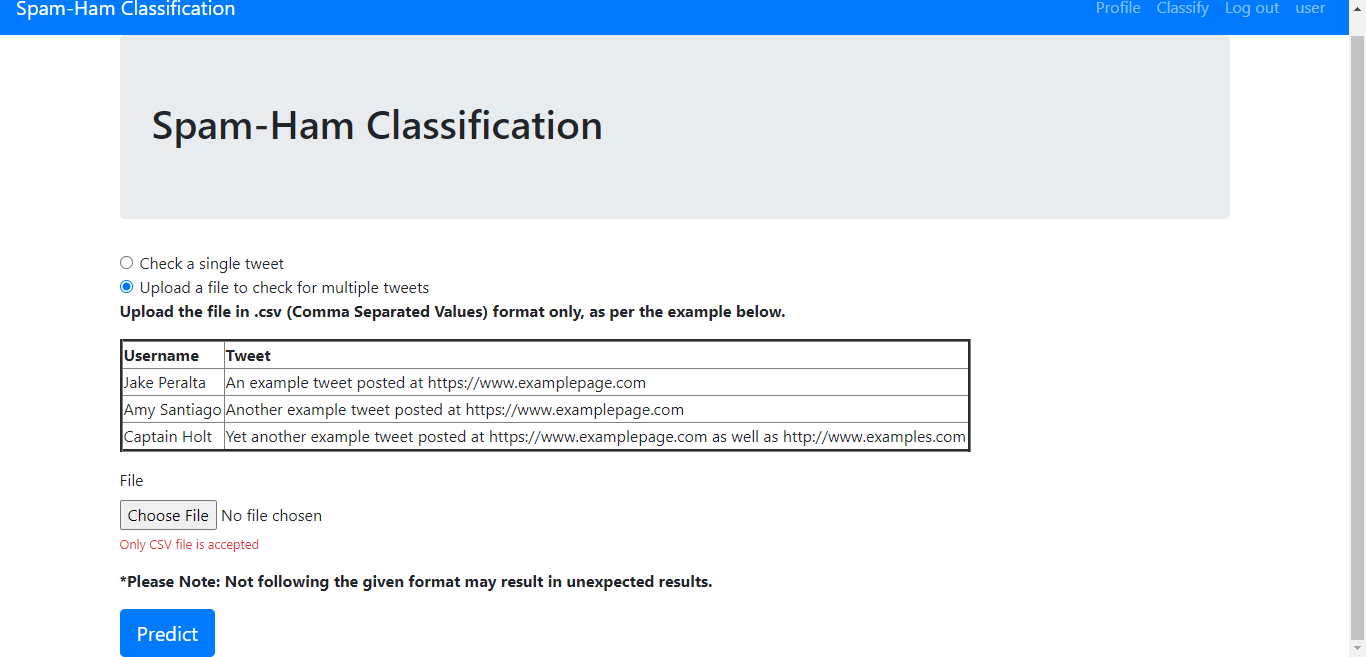 Spam-Ham Classification Profile Classify Log out user
Spam-Ham Classification
Check a single tweet
Upload a file to check for multiple tweets
Upload the file in .csv (Comma Separated Values) format only, as per the example below.
Username Tweet
Jake Peralta An example tweet posted at https://www.examplepage.com
Amy Santiago Another example tweet posted at https://www.examplepage.com
Captain Holt Yet another example tweet posted at https://www.examplepage.com as well as http://www.examples.com
File
Choose File No file chosen
Only CSV file is accepted
*Please Note: Not following the given format may result in unexpected results.
Predict